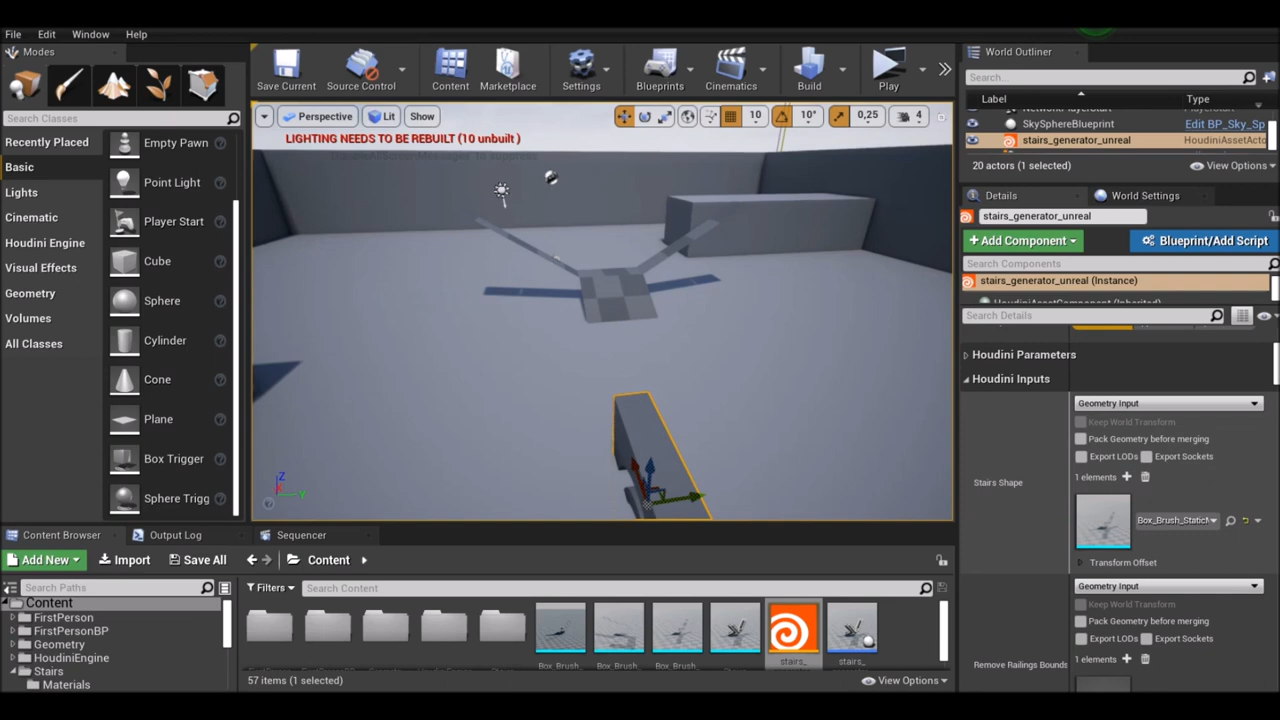 File Edit Window Help
Modes
Search Classes
Recently Placed
Basic
Lights
Cinematic
Houdini Engine
Visual Effects
Geometry
Volumes
All Classes
Empty Pawn
Point Light
Player Start
Cube
Sphere
Cylinder
Cone
Plane
Box Trigger
Sphere Trigg
Save Current
Source Control
Content
Marketplace
Settings
Blueprints
Cinematics
Build
Play
Perspective
Lit
Show
10
10°
0,25
4
LIGHTING NEEDS TO BE REBUILT (10 unbuilt )
Z
Y
World Outliner
Search...
Label Type
SkySphereBlueprint Edit BP_Sky_Sp
stairs_generator_unreal HoudiniAssetActo
20 actors (1 selected) View Options
Details World Settings
stairs_generator_unreal
Add Component Blueprint/Add Script
Search Components
stairs_generator_unreal (Instance)
HoudiniAssetComponent (Inherited)
Search Details
Houdini Parameters
Houdini Inputs
Geometry Input
Keep World Transform
Pack Geometry before merging
Export LODs Export Sockets
1 elements
Stairs Shape
Box_Brush_StaticM
Transform Offset
Geometry Input
Keep World Transform
Pack Geometry before merging
Export LODs Export Sockets
1 elements
Remove Railings Bounds
Content Browser Output Log Sequencer
Add New Import Save All Content
Search Paths
Filters Search Content
Content
FirstPerson
FirstPersonBP
Geometry
HoudiniEngine
Stairs
Materials
Box_Brush_
Box_Brush_
Box_Brush_
stairs_
stairs_
57 items (1 selected) View Options